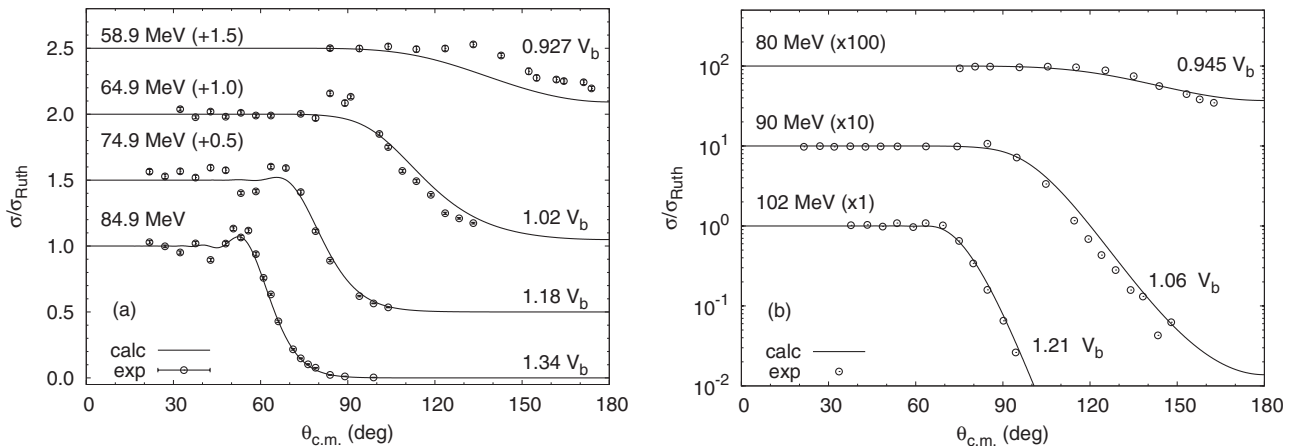 58.9 MeV (+1.5)
0.927 V_b
64.9 MeV (+1.0)
74.9 MeV (+0.5)
1.02 V_b
84.9 MeV
1.18 V_b
(a)
calc
exp
1.34 V_b
0.0
0.5
1.0
1.5
2.0
2.5
σ/σ_Ruth
0 30 60 90 120 150 180
θ_c.m. (deg)
80 MeV (x100)
0.945 V_b
90 MeV (x10)
102 MeV (x1)
1.06 V_b
(b)
1.21 V_b
calc
exp
10^2
10^1
10^0
10^-1
10^-2
σ/σ_Ruth
0 30 60 90 120 150 180
θ_c.m. (deg)